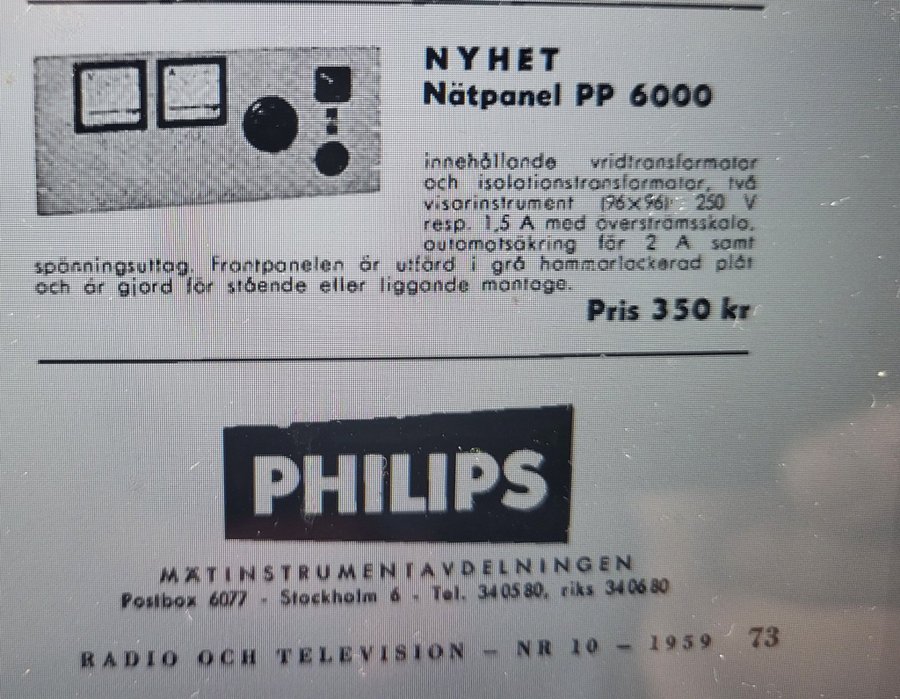 V
A
NYHET
Nätpanel PP 6000
innehållande vridtransformator
och isolationstransformator, två
visarinstrument (96×96): 250 V
resp. 1,5 A med överströmsskala,
automatsäkring för 2 A samt
spänningsuttag. Frontpanelen är utförd i grå hammarlackerad plåt
och är gjord för stående eller liggande montage.
Pris 350 kr
PHILIPS
MÄTINSTRUMENTAVDELNINGEN
Postbox 6077 - Stockholm 6 - Tel. 34 05 80, riks 34 06 80
RADIO OCH TELEVISION – NR 10 – 1959 73